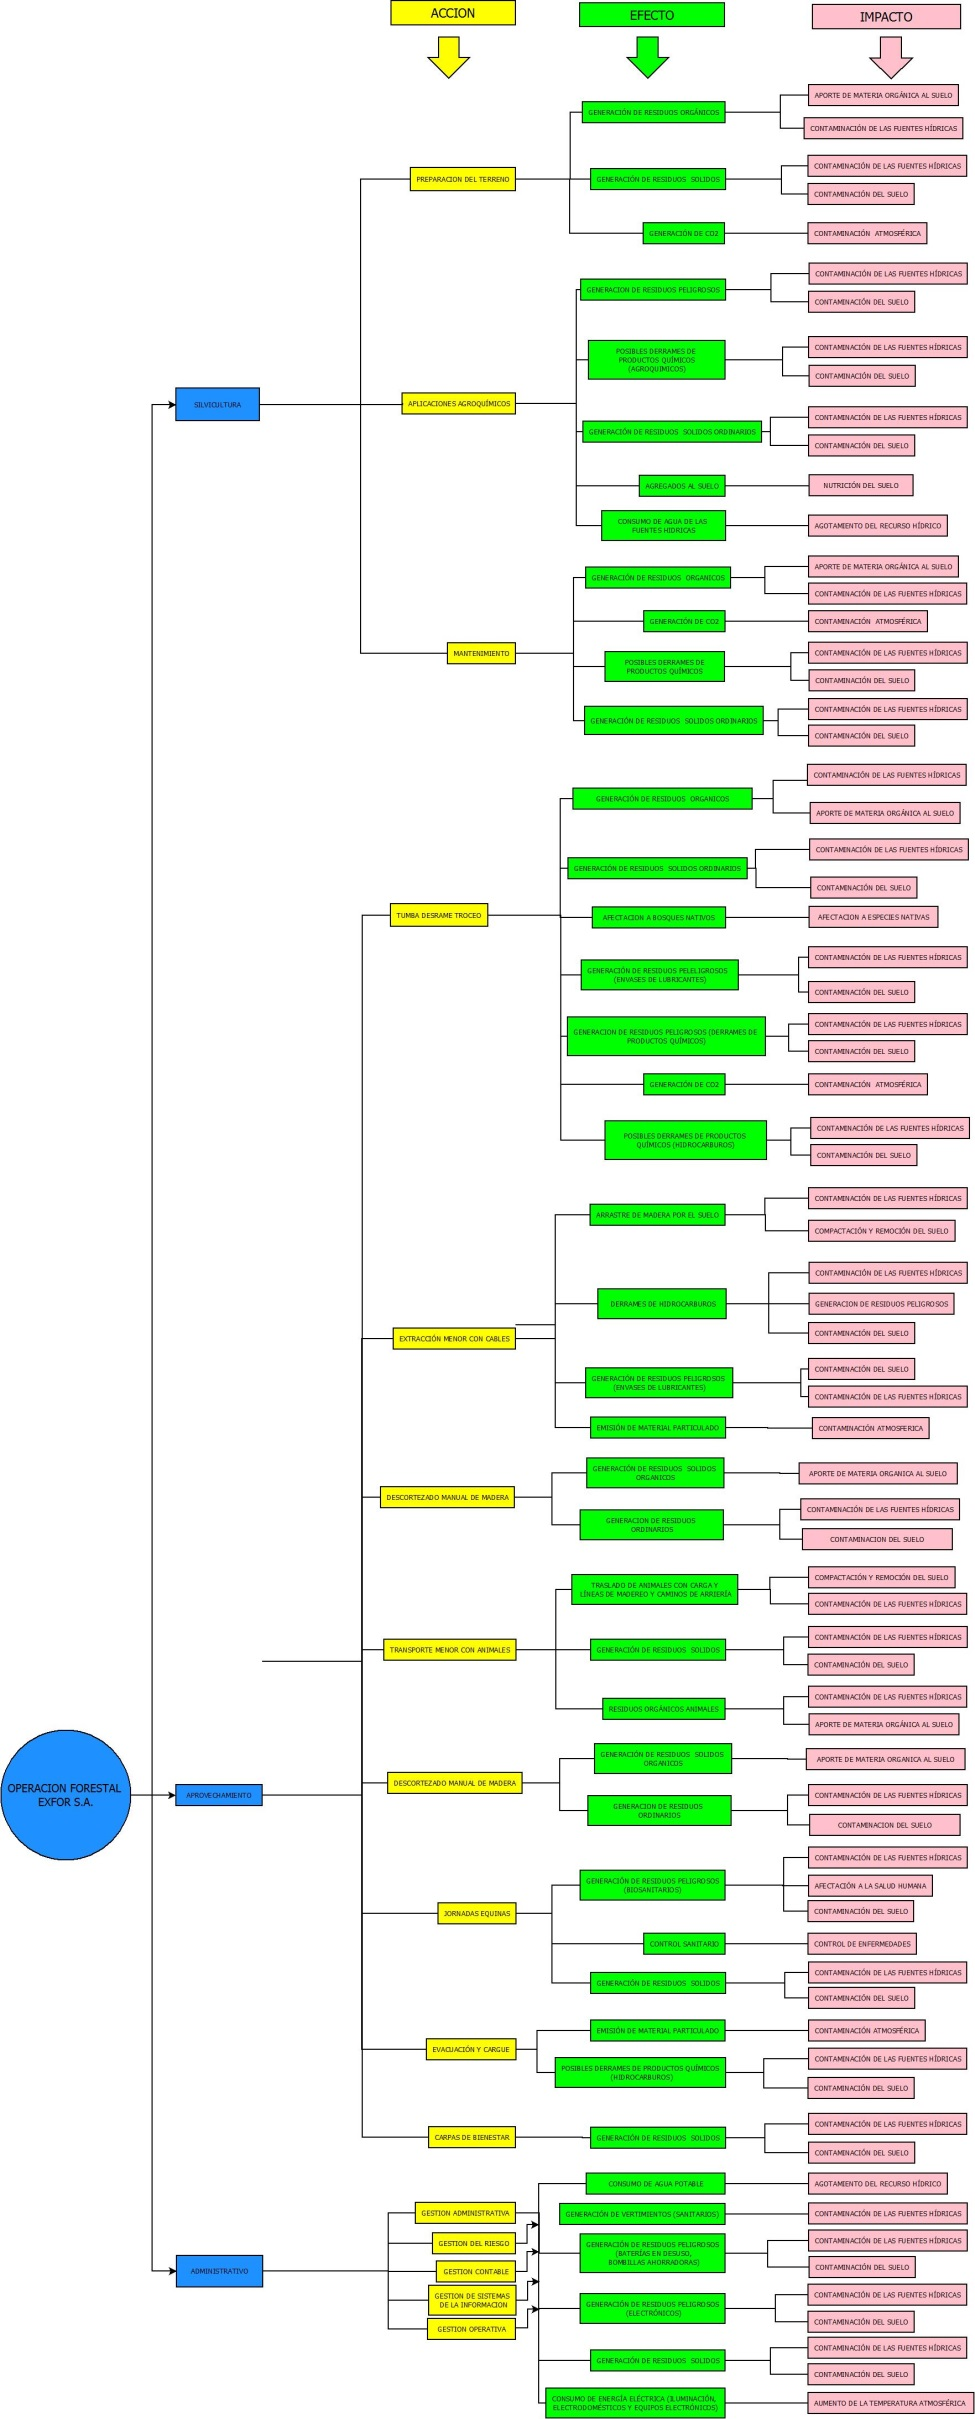 ACCION
EFECTO
IMPACTO
GENERACIÓN DE RESIDUOS ORGÁNICOS
APORTE DE MATERIA ORGÁNICA AL SUELO
CONTAMINACIÓN DE LAS FUENTES HÍDRICAS
PREPARACION DEL TERRENO
GENERACIÓN DE RESIDUOS SOLIDOS
CONTAMINACIÓN DE LAS FUENTES HÍDRICAS
CONTAMINACIÓN DEL SUELO
GENERACIÓN DE CO2
CONTAMINACIÓN ATMOSFÉRICA
SILVICULTURA
APLICACIONES AGROQUÍMICOS
GENERACION DE RESIDUOS PELIGROSOS
CONTAMINACIÓN DE LAS FUENTES HÍDRICAS
CONTAMINACIÓN DEL SUELO
POSIBLES DERRAMES DE
PRODUCTOS QUÍMICOS
(AGROQUIMICOS)
CONTAMINACIÓN DE LAS FUENTES HÍDRICAS
CONTAMINACIÓN DEL SUELO
GENERACIÓN DE RESIDUOS SOLIDOS ORDINARIOS.
CONTAMINACIÓN DE LAS FUENTES HÍDRICAS
CONTAMINACIÓN DEL SUELO
AGREGADOS AL SUELO
NUTRICIÓN DEL SUELO
CONSUMO DE AGUA DE LAS
FUENTES HIDRICAS
AGOTAMIENTO DEL RECURSO HÍDRICO
MANTENIMIENTO
GENERACIÓN DE RESIDUOS ORGANICOS
APORTE DE MATERIA ORGÁNICA AL SUELO
CONTAMINACIÓN DE LAS FUENTES HÍDRICAS
GENERACIÓN DE CO2
CONTAMINACIÓN ATMOSFÉRICA
POSIBLES DERRAMES DE
PRODUCTOS QUÍMICOS
CONTAMINACIÓN DE LAS FUENTES HÍDRICAS
CONTAMINACIÓN DEL SUELO
GENERACIÓN DE RESIDUOS SOLIDOS ORDINARIOS
CONTAMINACIÓN DE LAS FUENTES HÍDRICAS
CONTAMINACIÓN DEL SUELO
OPERACION FORESTAL
EXFOR S.A.
APROVECHAMIENTO
TUMBA DESRAME TROCEO
GENERACIÓN DE RESIDUOS ORGANICOS
CONTAMINACIÓN DE LAS FUENTES HÍDRICAS
APORTE DE MATERIA ORGÁNICA AL SUELO
GENERACIÓN DE RESIDUOS SOLIDOS ORDINARIOS
CONTAMINACIÓN DE LAS FUENTES HÍDRICAS
CONTAMINACIÓN DEL SUELO
AFECTACION A BOSQUES NATIVOS
AFECTACION A ESPECIES NATIVAS
GENERACIÓN DE RESIDUOS PELELIGROSOS
(ENVASES DE LUBRICANTES)
CONTAMINACIÓN DE LAS FUENTES HÍDRICAS
CONTAMINACIÓN DEL SUELO
GENERACION DE RESIDUOS PELIGROSOS (DERRAMES DE
PRODUCTOS QUÍMICOS)
CONTAMINACIÓN DE LAS FUENTES HÍDRICAS
CONTAMINACIÓN DEL SUELO
GENERACIÓN DE CO2
CONTAMINACIÓN ATMOSFÉRICA
POSIBLES DERRAMES DE PRODUCTOS
QUÍMICOS (HIDROCARBUROS)
CONTAMINACIÓN DE LAS FUENTES HÍDRICAS
CONTAMINACIÓN DEL SUELO
EXTRACCIÓN MENOR CON CABLES
ARRASTRE DE MADERA POR EL SUELO
CONTAMINACIÓN DE LAS FUENTES HÍDRICAS
COMPACTACIÓN Y REMOCIÓN DEL SUELO
DERRAMES DE HIDROCARBUROS
CONTAMINACIÓN DE LAS FUENTES HÍDRICAS
GENERACION DE RESIDUOS PELIGROSOS
CONTAMINACIÓN DEL SUELO
GENERACIÓN DE RESIDUOS PELIGROSOS
(ENVASES DE LUBRICANTES)
CONTAMINACIÓN DEL SUELO
CONTAMINACIÓN DE LAS FUENTES HÍDRICAS
EMISIÓN DE MATERIAL PARTICULADO
CONTAMINACIÓN ATMOSFERICA
DESCORTEZADO MANUAL DE MADERA
GENERACIÓN DE RESIDUOS SOLIDOS
ORGANICOS
APORTE DE MATERIA ORGANICA AL SUELO
GENERACION DE RESIDUOS
ORDINARIOS
CONTAMINACIÓN DE LAS FUENTES HÍDRICAS
CONTAMINACION DEL SUELO
TRANSPORTE MENOR CON ANIMALES
TRASLADO DE ANIMALES CON CARGA Y
LÍNEAS DE MADEREO Y CAMINOS DE ARRIERÍA
COMPACTACIÓN Y REMOCIÓN DEL SUELO
CONTAMINACIÓN DE LAS FUENTES HÍDRICAS
GENERACIÓN DE RESIDUOS SOLIDOS
CONTAMINACIÓN DE LAS FUENTES HÍDRICAS
CONTAMINACIÓN DEL SUELO
RESIDUOS ORGÁNICOS ANIMALES
CONTAMINACIÓN DE LAS FUENTES HÍDRICAS
APORTE DE MATERIA ORGÁNICA AL SUELO
DESCORTEZADO MANUAL DE MADERA
GENERACIÓN DE RESIDUOS SOLIDOS
ORGANICOS
APORTE DE MATERIA ORGANICA AL SUELO
GENERACION DE RESIDUOS
ORDINARIOS
CONTAMINACIÓN DE LAS FUENTES HÍDRICAS
CONTAMINACION DEL SUELO
JORNADAS EQUINAS
GENERACIÓN DE RESIDUOS PELIGROSOS
(BIOSANITARIOS)
CONTAMINACIÓN DE LAS FUENTES HÍDRICAS
AFECTACIÓN A LA SALUD HUMANA
CONTAMINACIÓN DEL SUELO
CONTROL SANITARIO
CONTROL DE ENFERMEDADES
GENERACIÓN DE RESIDUOS SOLIDOS
CONTAMINACIÓN DE LAS FUENTES HÍDRICAS
CONTAMINACIÓN DEL SUELO
EVACUACIÓN Y CARGUE
EMISIÓN DE MATERIAL PARTICULADO
CONTAMINACIÓN ATMOSFÉRICA
POSIBLES DERRAMES DE PRODUCTOS QUÍMICOS
(HIDROCARBUROS)
CONTAMINACIÓN DE LAS FUENTES HÍDRICAS
CONTAMINACIÓN DEL SUELO
CARPAS DE BIENESTAR
GENERACIÓN DE RESIDUOS SOLIDOS
CONTAMINACIÓN DE LAS FUENTES HÍDRICAS
CONTAMINACIÓN DEL SUELO
ADMINISTRATIVO
GESTION ADMINISTRATIVA
GESTION DEL RIESGO
GESTION CONTABLE
GESTION DE SISTEMAS
DE LA INFORMACION
GESTION OPERATIVA
CONSUMO DE AGUA POTABLE
AGOTAMIENTO DEL RECURSO HÍDRICO
GENERACIÓN DE VERTIMIENTOS (SANITARIOS)
CONTAMINACIÓN DE LAS FUENTES HÍDRICAS
GENERACIÓN DE RESIDUOS PELIGROSOS
(BATERÍAS EN DESUSO,
BOMBILLAS AHORRADORAS)
CONTAMINACIÓN DE LAS FUENTES HÍDRICAS
CONTAMINACIÓN DEL SUELO
GENERACIÓN DE RESIDUOS PELIGROSOS
(ELECTRÓNICOS)
CONTAMINACIÓN DE LAS FUENTES HÍDRICAS
CONTAMINACIÓN DEL SUELO
GENERACIÓN DE RESIDUOS SOLIDOS
CONTAMINACIÓN DE LAS FUENTES HÍDRICAS
CONTAMINACIÓN DEL SUELO
CONSUMO DE ENERGÍA ELÉCTRICA (ILUMINACIÓN,
ELECTRODOMÉSTICOS Y EQUIPOS ELECTRÓNICOS)
AUMENTO DE LA TEMPERATURA ATMOSFÉRICA